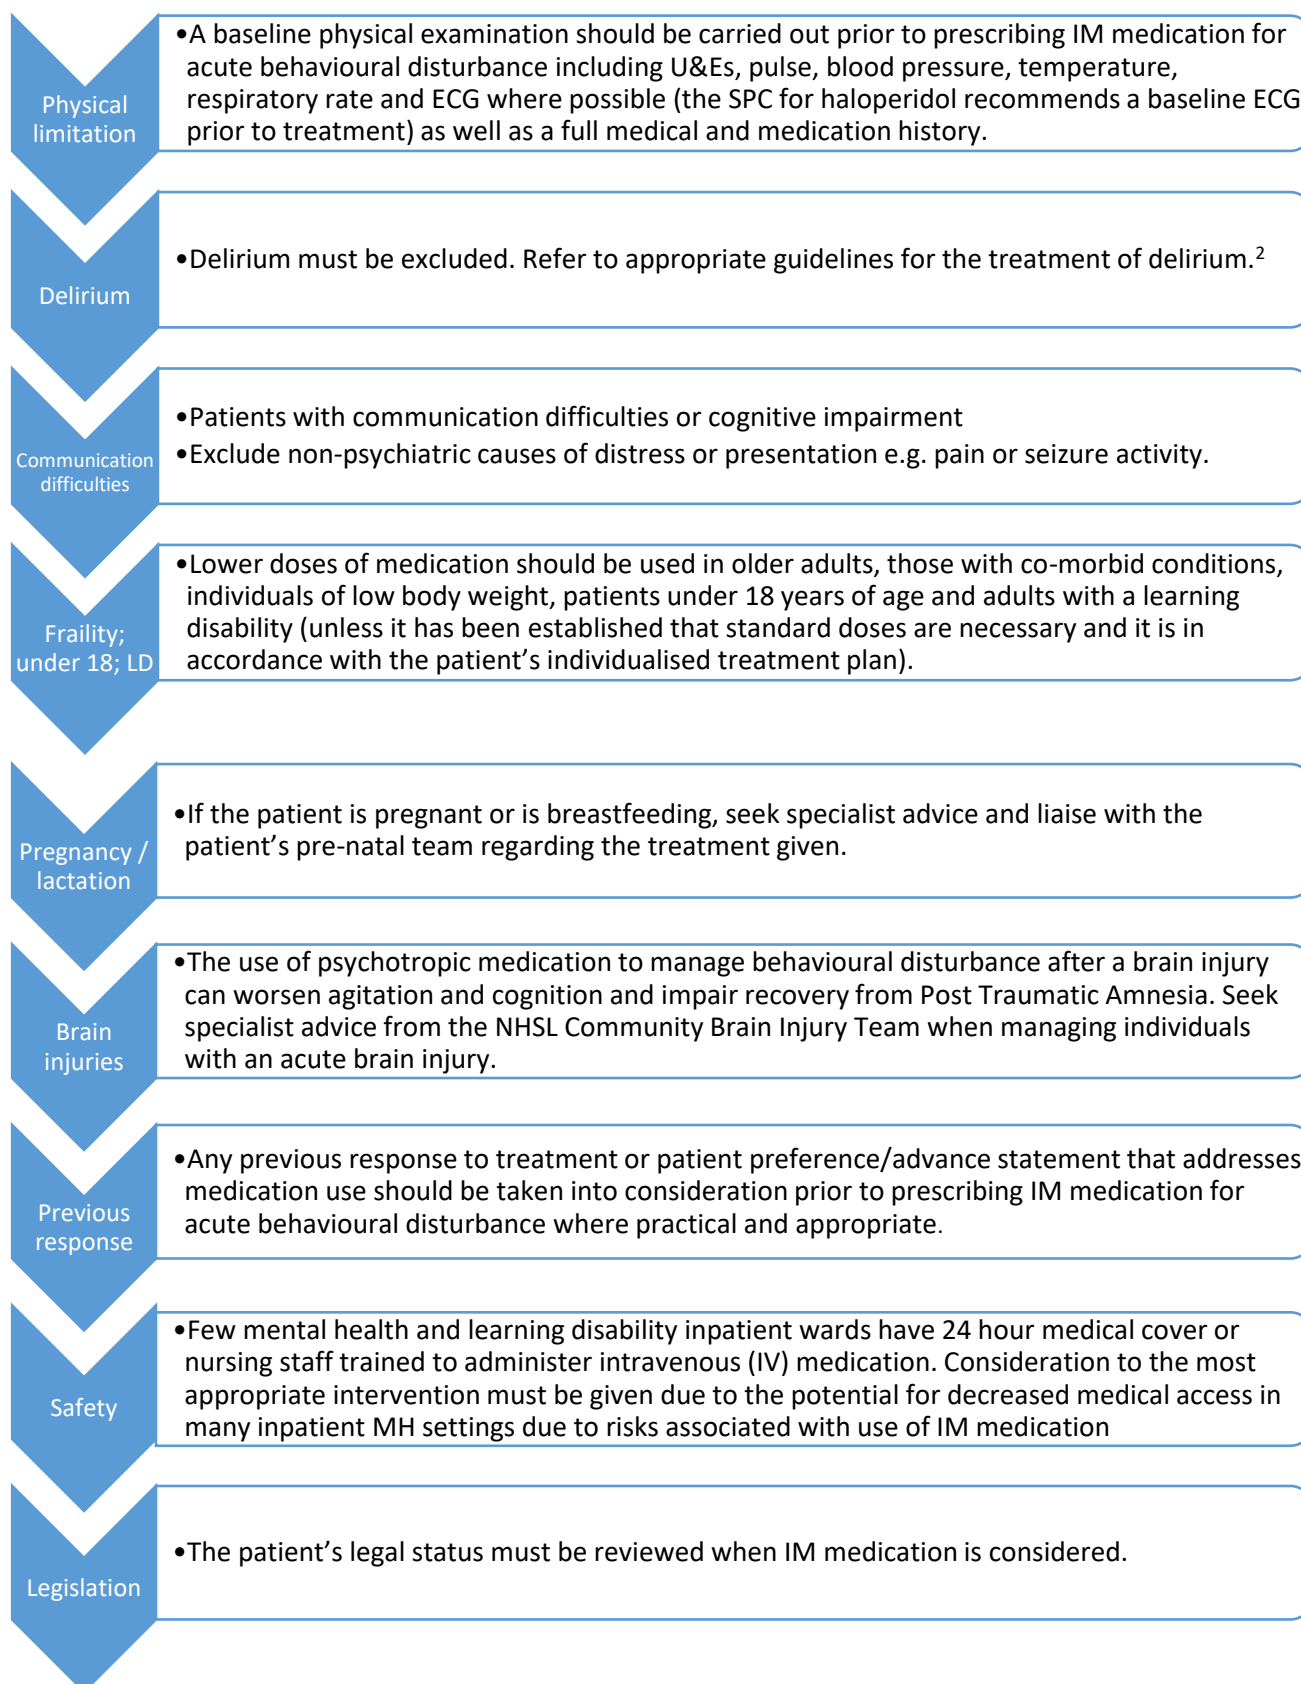 Physical
limitation
•A baseline physical examination should be carried out prior to prescribing IM medication for
acute behavioural disturbance including U&Es, pulse, blood pressure, temperature,
respiratory rate and ECG where possible (the SPC for haloperidol recommends a baseline ECG
prior to treatment) as well as a full medical and medication history.
Delirium
•Delirium must be excluded. Refer to appropriate guidelines for the treatment of delirium.²
Communication
difficulties
•Patients with communication difficulties or cognitive impairment
•Exclude non-psychiatric causes of distress or presentation e.g. pain or seizure activity.
Fraility;
under 18; LD
•Lower doses of medication should be used in older adults, those with co-morbid conditions,
individuals of low body weight, patients under 18 years of age and adults with a learning
disability (unless it has been established that standard doses are necessary and it is in
accordance with the patient’s individualised treatment plan).
Pregnancy /
lactation
•If the patient is pregnant or is breastfeeding, seek specialist advice and liaise with the
patient’s pre-natal team regarding the treatment given.
Brain
injuries
•The use of psychotropic medication to manage behavioural disturbance after a brain injury
can worsen agitation and cognition and impair recovery from Post Traumatic Amnesia. Seek
specialist advice from the NHSL Community Brain Injury Team when managing individuals
with an acute brain injury.
Previous
response
•Any previous response to treatment or patient preference/advance statement that addresses
medication use should be taken into consideration prior to prescribing IM medication for
acute behavioural disturbance where practical and appropriate.
Safety
•Few mental health and learning disability inpatient wards have 24 hour medical cover or
nursing staff trained to administer intravenous (IV) medication. Consideration to the most
appropriate intervention must be given due to the potential for decreased medical access in
many inpatient MH settings due to risks associated with use of IM medication
Legislation
•The patient’s legal status must be reviewed when IM medication is considered.